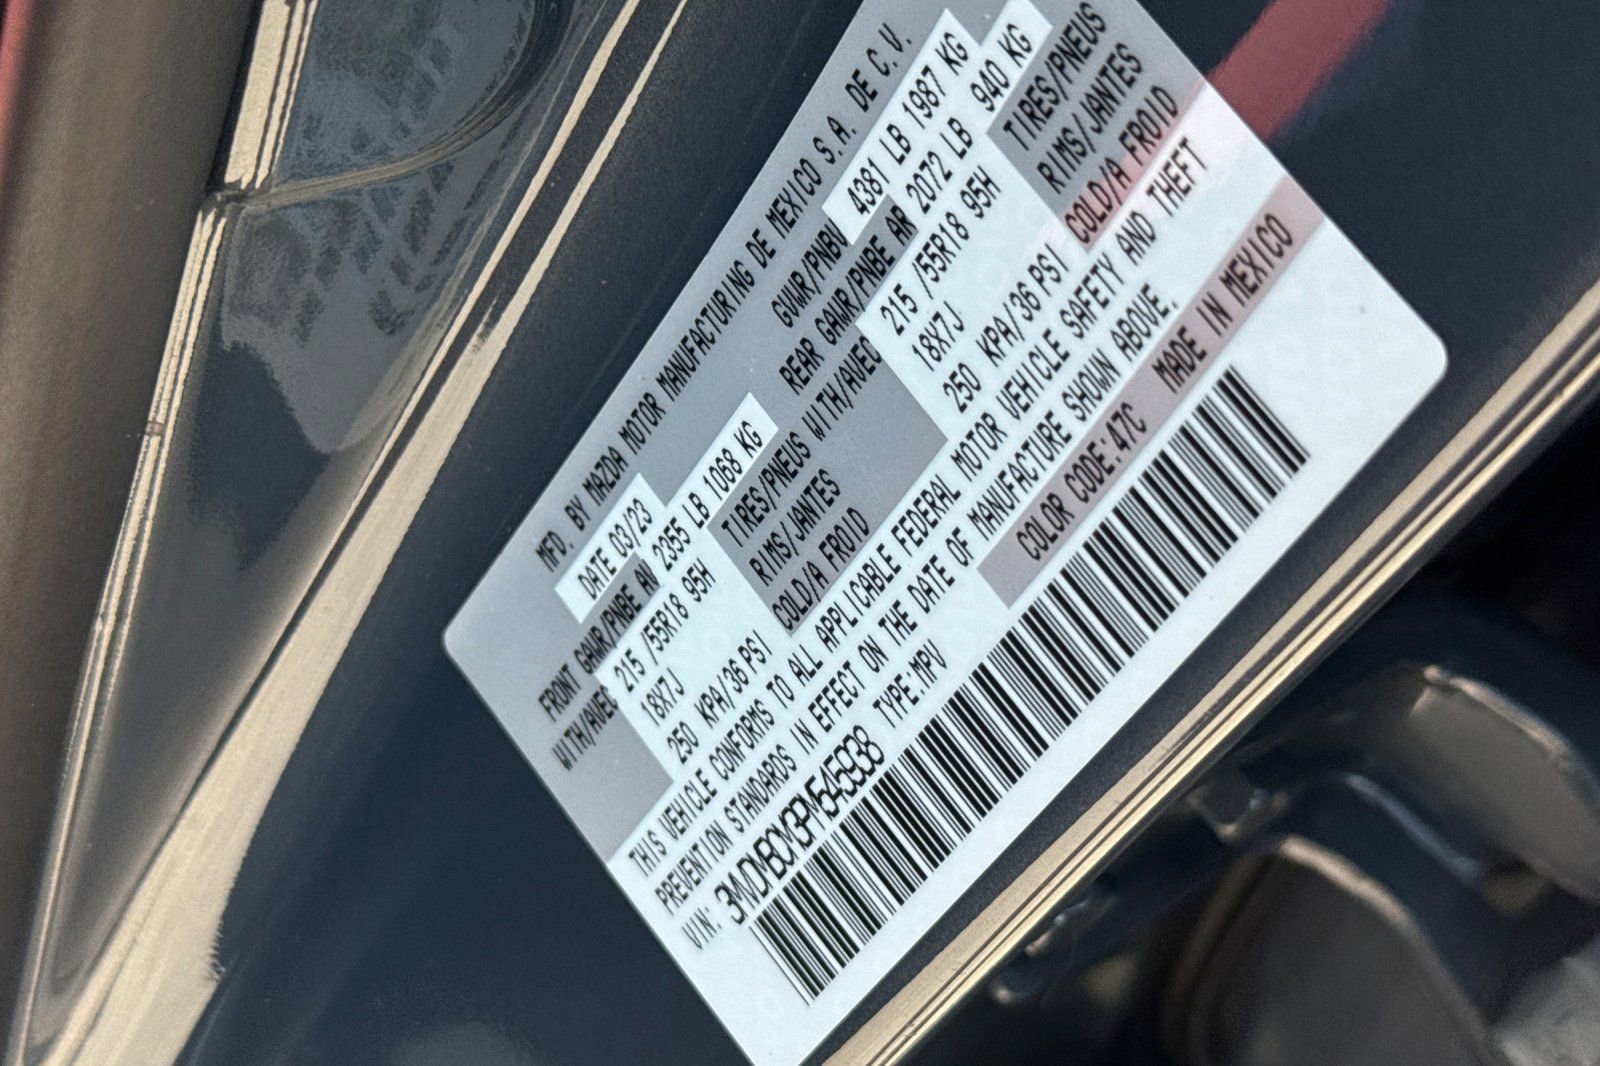 MFD. BY MAZDA MOTOR MANUFACTURING DE MEXICO S.A. DE C.V.
DATE 03/23 GVWR/PNBV 4381 LB 1987 KG
FRONT GAWR/PNBE AV 2355 LB 1068 KG REAR GAWR/PNBE AR 2072 LB 940 KG
WITH/AVEC 215 /55R18 95H TIRES/PNEUS WITH/AVEC 215 /55R18 95H TIRES/PNEUS
18X7J RIMS/JANTES 18X7J RIMS/JANTES
250 KPA/36 PSI COLD/A FROID 250 KPA/36 PSI COLD/A FROID
THIS VEHICLE CONFORMS TO ALL APPLICABLE FEDERAL MOTOR VEHICLE SAFETY AND THEFT
PREVENTION STANDARDS IN EFFECT ON THE DATE OF MANUFACTURE SHOWN ABOVE.
VIN: 3MVDMBCM3PM545938 TYPE:MPV COLOR CODE:47C MADE IN MEXICO